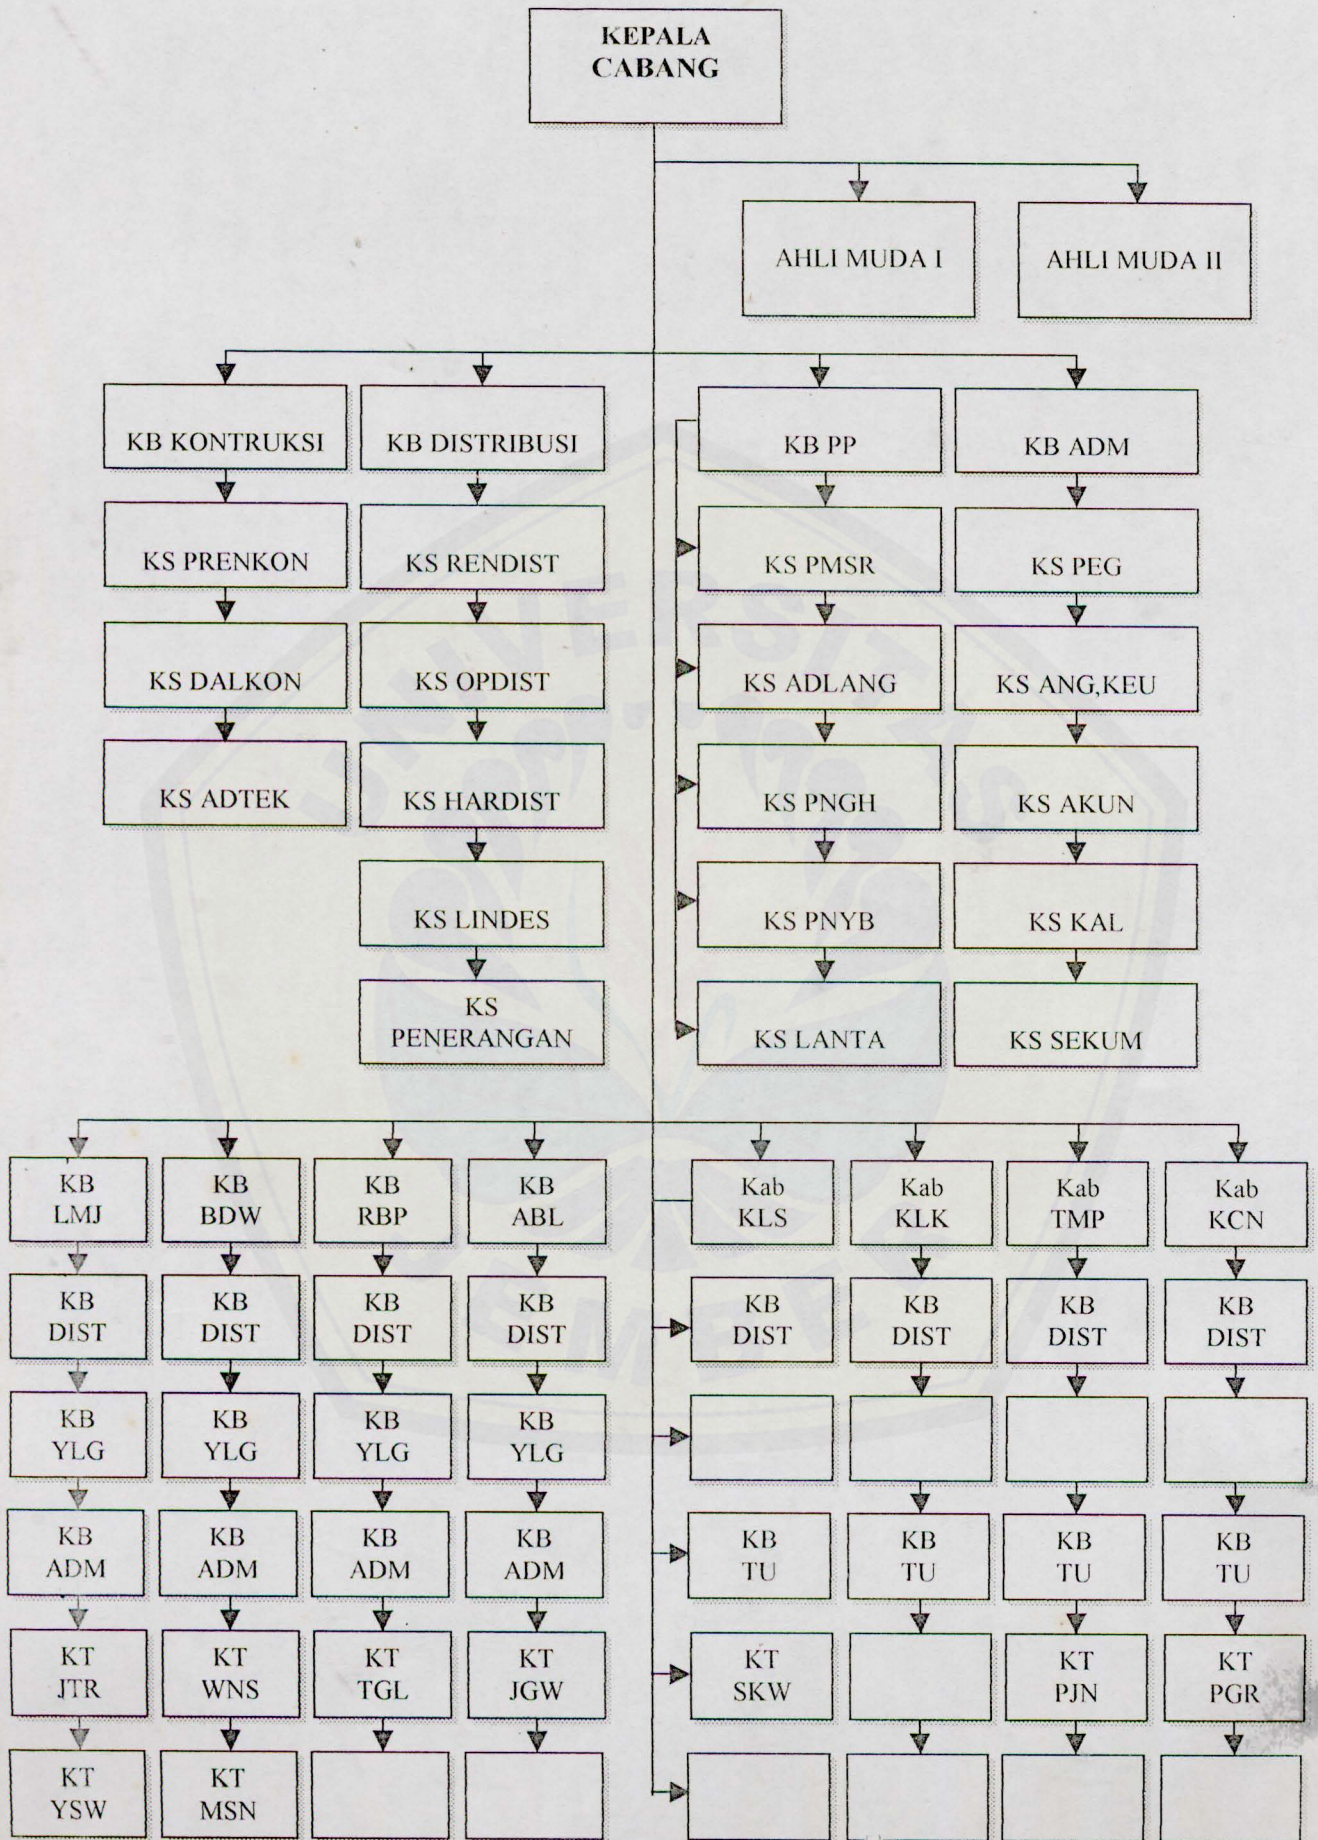 KEPALA
CABANG
AHLI MUDA I
AHLI MUDA II
KB KONTRUKSI
KB DISTRIBUSI
KB PP
KB ADM
KS PRENKON
KS RENDIST
KS PMSR
KS PEG
KS DALKON
KS OPDIST
KS ADLANG
KS ANG,KEU
KS ADTEK
KS HARDIST
KS PNGH
KS AKUN
KS LINDES
KS PNYB
KS KAL
KS
PENERANGAN
KS LANTA
KS SEKUM
KB
LMJ
KB
BDW
KB
RBP
KB
ABL
Kab
KLS
Kab
KLK
Kab
TMP
Kab
KCN
KB
DIST
KB
DIST
KB
DIST
KB
DIST
KB
DIST
KB
DIST
KB
DIST
KB
DIST
KB
YLG
KB
YLG
KB
YLG
KB
YLG
KB
ADM
KB
ADM
KB
ADM
KB
ADM
KB
TU
KB
TU
KB
TU
KB
TU
KT
JTR
KT
WNS
KT
TGL
KT
JGW
KT
SKW
KT
PJN
KT
PGR
KT
YSW
KT
MSN
UNIVERSITAS
JEMBER